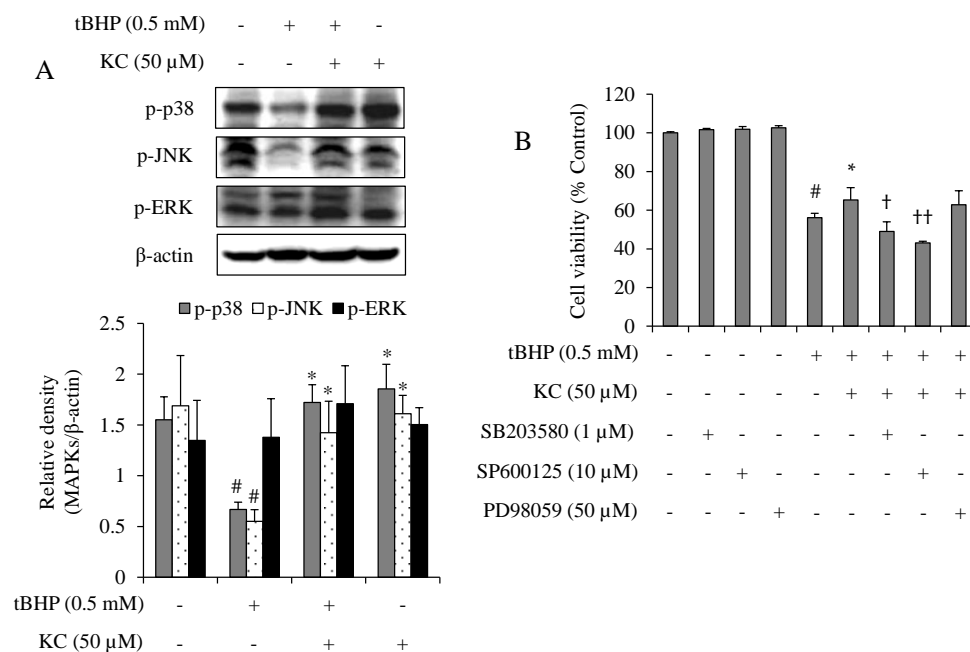 tBHP (0.5 mM) - + + -
KC (50 µM) - - + +
A
p-p38
p-JNK
p-ERK
β-actin
p-p38 p-JNK p-ERK
Relative density
(MAPKs/β-actin)
2.5
2
1.5
1
0.5
0
# # * * * *
tBHP (0.5 mM) - + + -
KC (50 µM) - - + +
B
Cell viability (% Control)
120
100
80
60
40
20
0
# * † ††
tBHP (0.5 mM) - - - - + + + + +
KC (50 µM) - - - - - + + + +
SB203580 (1 µM) - + - - - - + - -
SP600125 (10 µM) - - + - - - - + -
PD98059 (50 µM) - - - + - - - - +